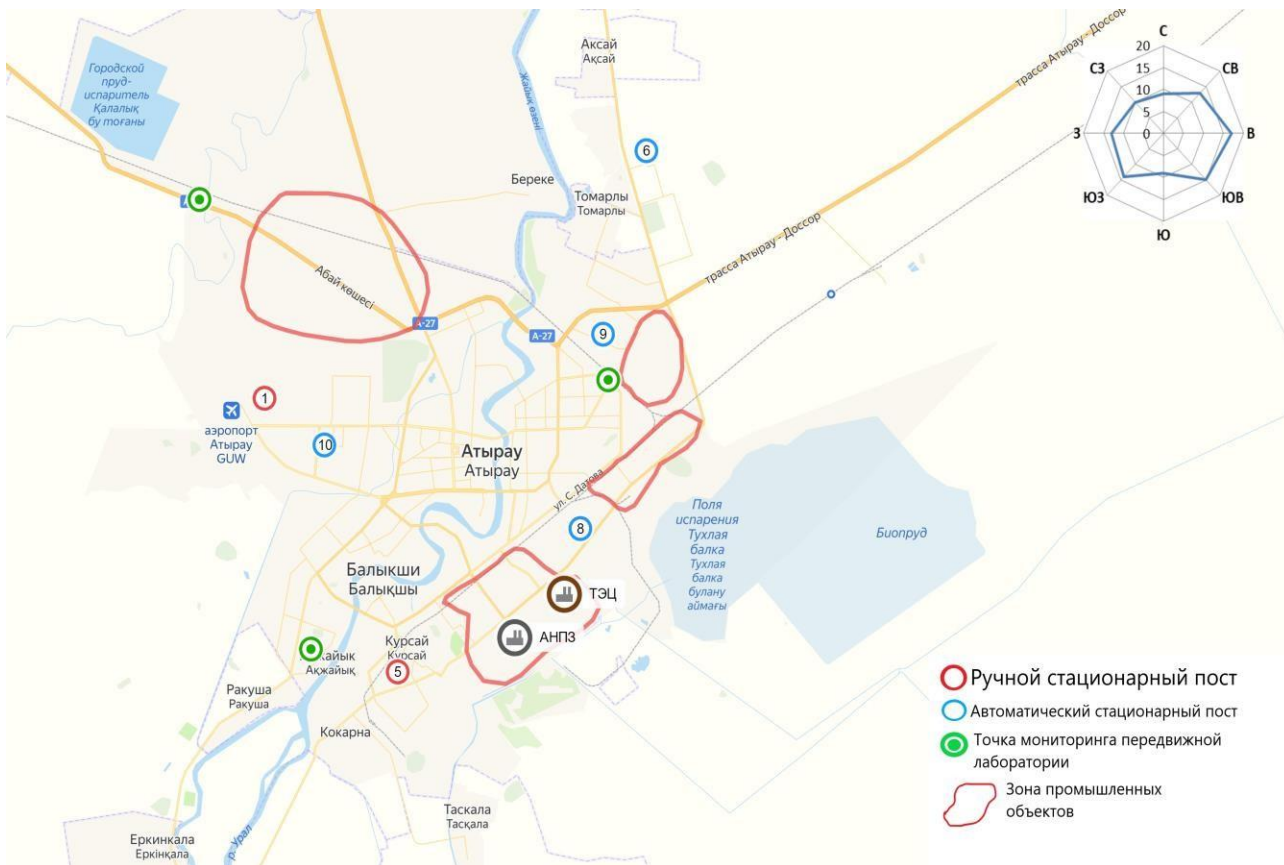 Аксай
Ақсай
Городской
пруд-
испаритель
Қалалық
бу тоғаны
Жайық өзені
трасса Атырау - Доссор
С
СВ
В
ЮВ
Ю
ЮЗ
З
СЗ
20
15
10
5
0
6
Береке
Томарлы
Томарлы
трасса Атырау - Доссор
Абай көшесі
А-27
А-27
9
1
аэропорт
Атырау
GUW
10
Атырау
Атырау
ул. С. Датова
8
Поля
испарения
Тухлая
балка
Тухлая
балка
булану
аймағы
Биопруд
Балыкши
Балықшы
ТЭЦ
АНПЗ
Курсай
Курсай
5
Ақжайық
Ракуша
Ракуша
Кокарна
Таскала
Тасқала
Еркинкала
Еркінқала
р. Урал
Ручной стационарный пост
Автоматический стационарный пост
Точка мониторинга передвижной
лаборатории
Зона промышленных
объектов